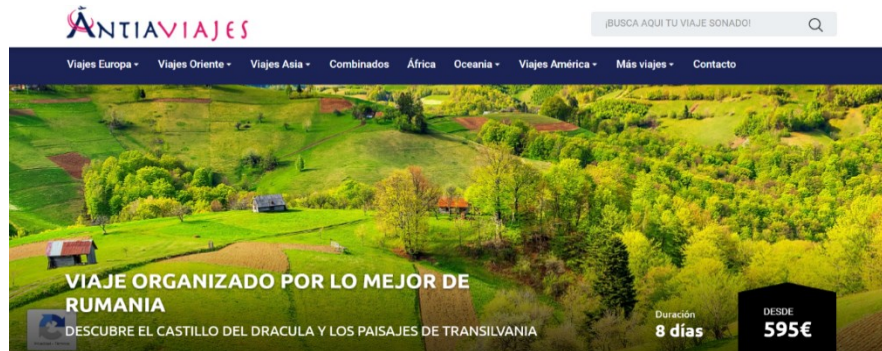 ANTIAVIAJES
¡BUSCA AQUI TU VIAJE SONADO!
Viajes Europa Viajes Oriente Viajes Asia Combinados África Oceania Viajes América Más viajes Contacto
VIAJE ORGANIZADO POR LO MEJOR DE
RUMANIA
DESCUBRE EL CASTILLO DEL DRACULA Y LOS PAISAJES DE TRANSILVANIA
Duración
8 días
DESDE
595€